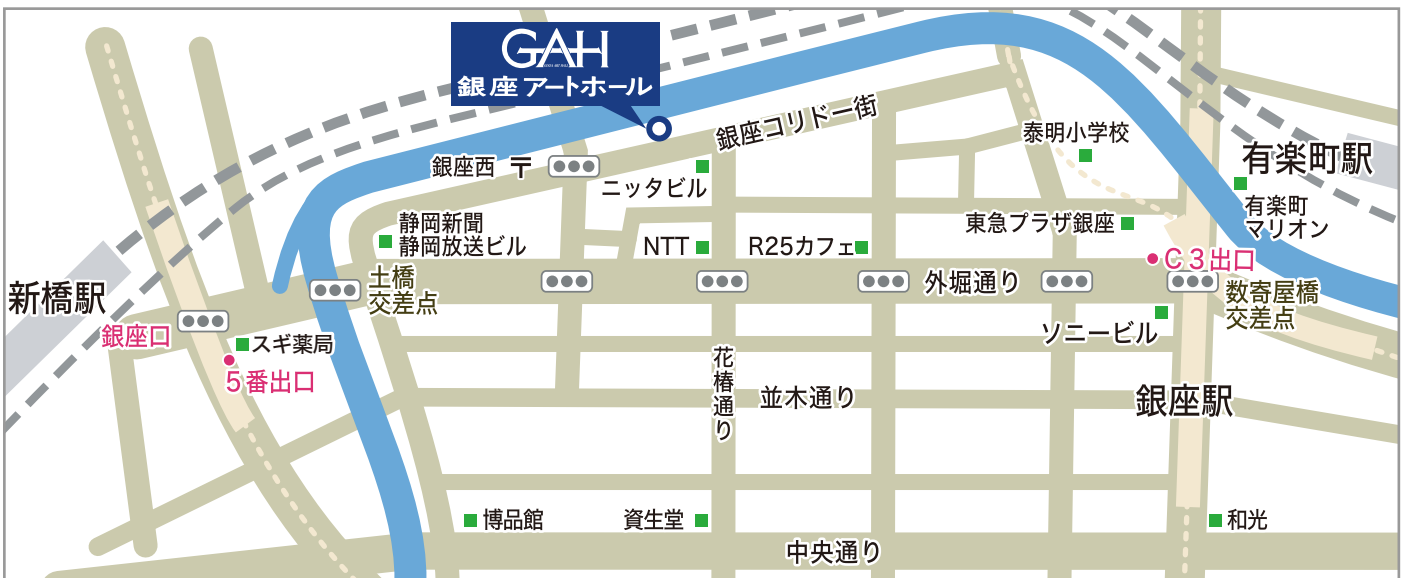 GAH
銀座アートホール
銀座コリドー街
泰明小学校
有楽町駅
銀座西 〒
ニッタビル
有楽町
マリオン
静岡新聞
静岡放送ビル
東急プラザ銀座
NTT
R25カフェ
C3出口
土橋
交差点
外堀通り
数寄屋橋
交差点
新橋駅
銀座口
スギ薬局
5番出口
ソニービル
花椿通り
並木通り
銀座駅
博品館
資生堂
和光
中央通り